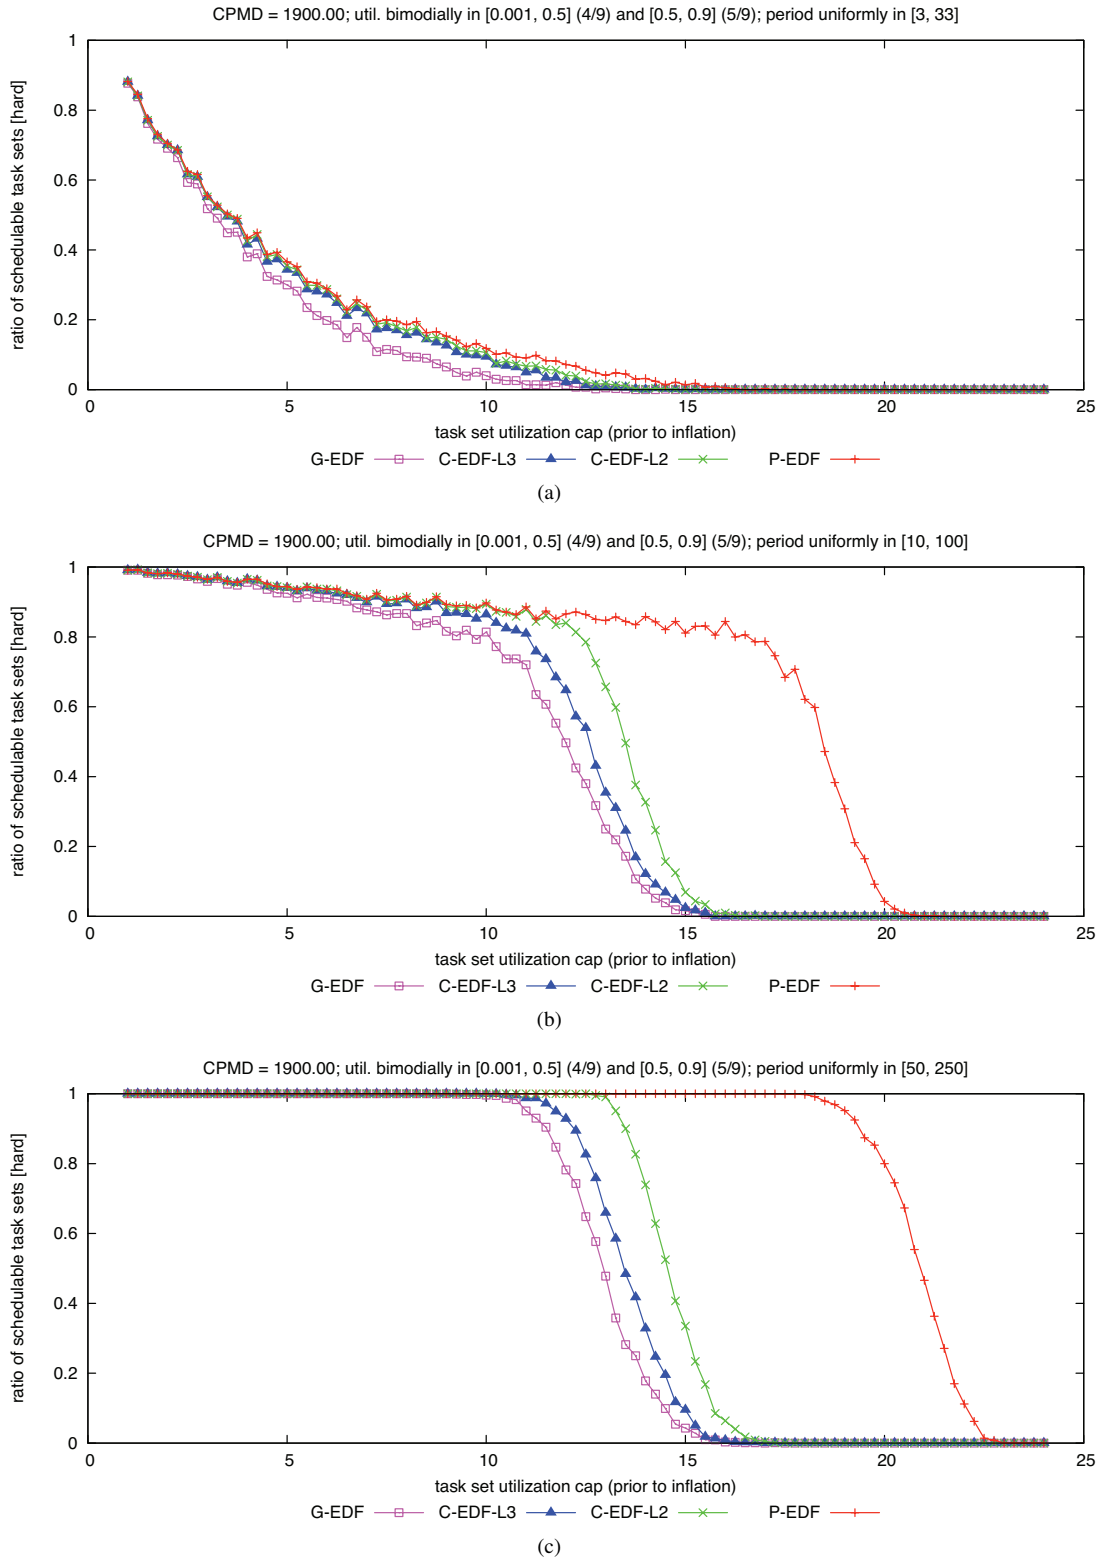 CPMD = 1900.00; util. bimodially in [0.001, 0.5] (4/9) and [0.5, 0.9] (5/9); period uniformly in [3, 33]
ratio of schedulable task sets [hard]
1
0.8
0.6
0.4
0.2
0
0 5 10 15 20 25
task set utilization cap (prior to inflation)
G-EDF C-EDF-L3 C-EDF-L2 P-EDF
(a)
CPMD = 1900.00; util. bimodially in [0.001, 0.5] (4/9) and [0.5, 0.9] (5/9); period uniformly in [10, 100]
ratio of schedulable task sets [hard]
1
0.8
0.6
0.4
0.2
0
0 5 10 15 20 25
task set utilization cap (prior to inflation)
G-EDF C-EDF-L3 C-EDF-L2 P-EDF
(b)
CPMD = 1900.00; util. bimodially in [0.001, 0.5] (4/9) and [0.5, 0.9] (5/9); period uniformly in [50, 250]
ratio of schedulable task sets [hard]
1
0.8
0.6
0.4
0.2
0
0 5 10 15 20 25
task set utilization cap (prior to inflation)
G-EDF C-EDF-L3 C-EDF-L2 P-EDF
(c)